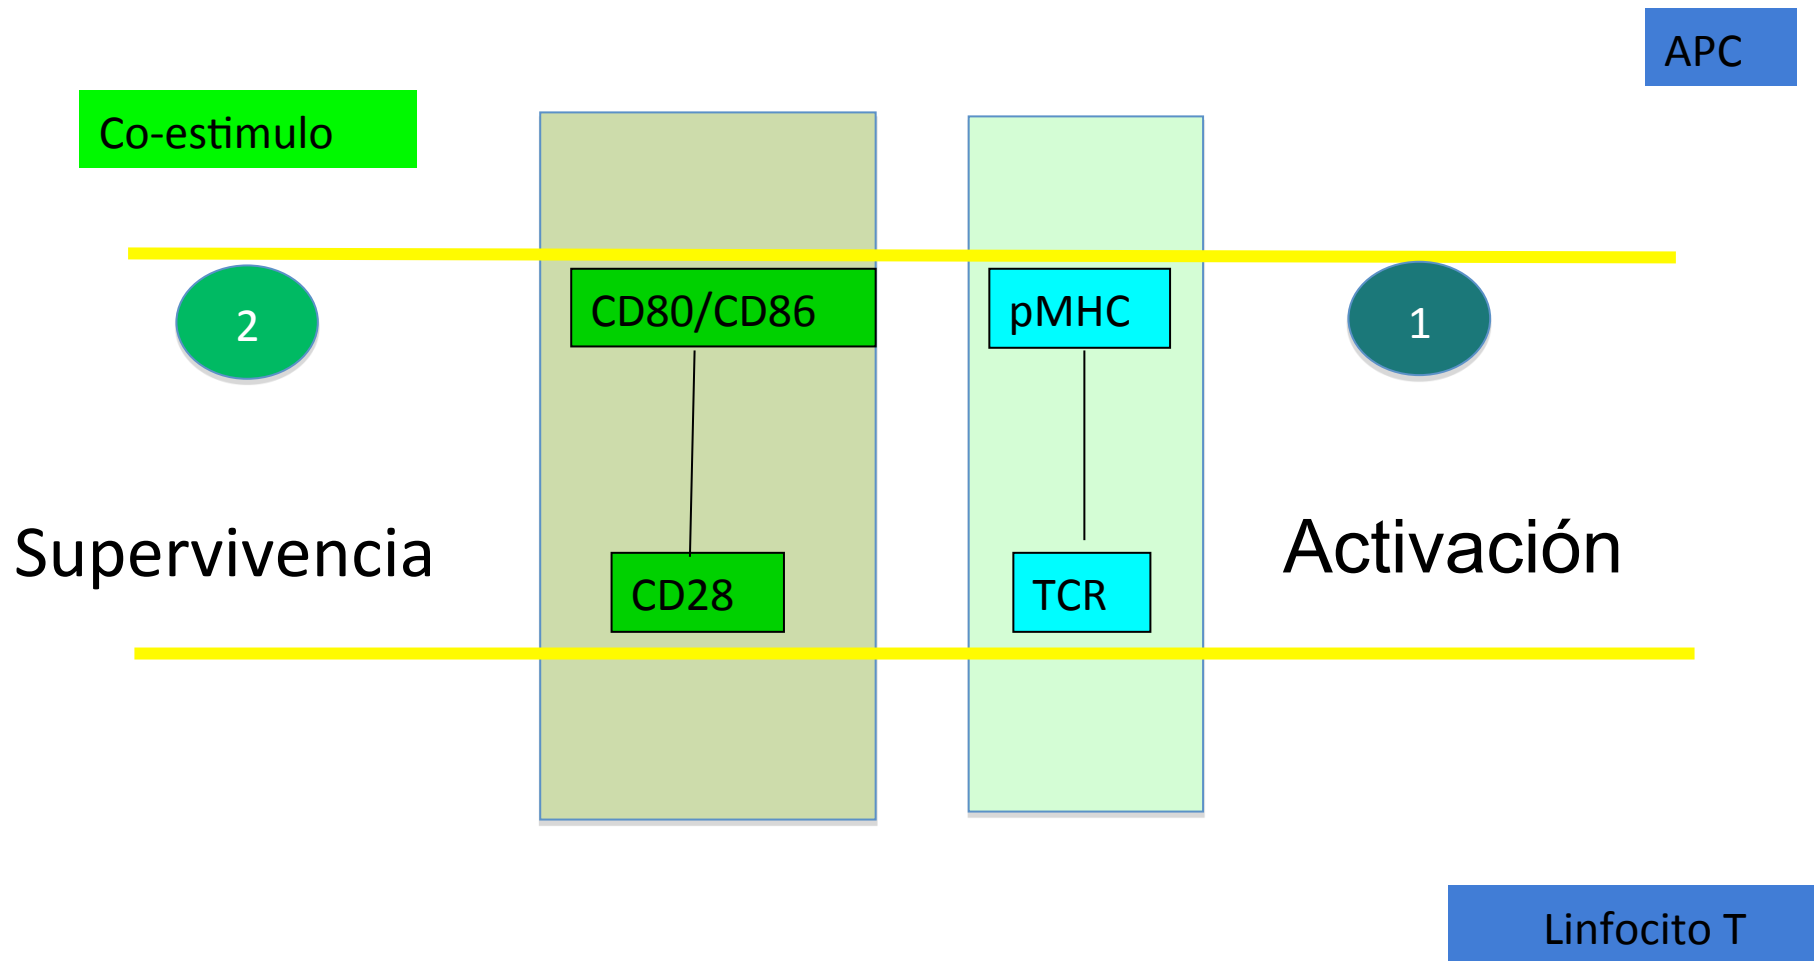 APC
Co-estimulo
2
CD80/CD86
pMHC
1
Supervivencia
CD28
TCR
Activación
Linfocito T